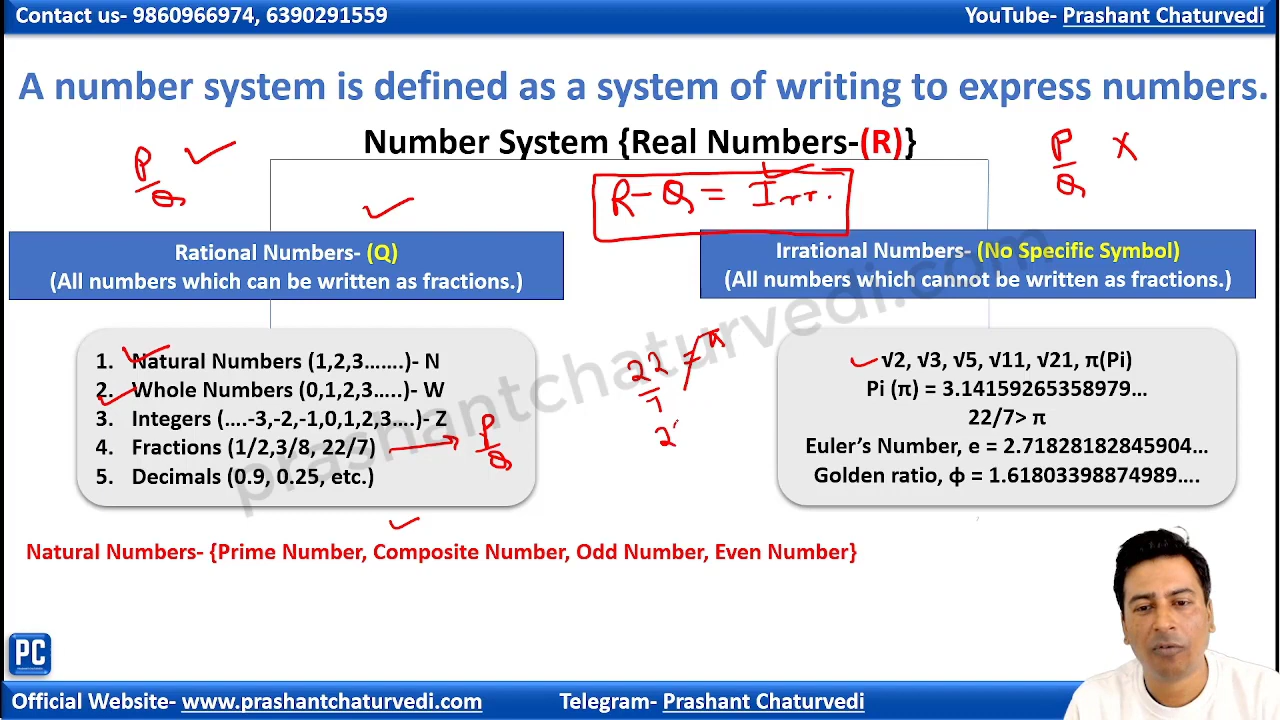 Contact us- 9860966974, 6390291559
YouTube- Prashant Chaturvedi
A number system is defined as a system of writing to express numbers.
Number System {Real Numbers-(R)}
P/Q ✓
P/Q X
R-Q = Irr.
Rational Numbers- (Q)
(All numbers which can be written as fractions.)
Irrational Numbers- (No Specific Symbol)
(All numbers which cannot be written as fractions.)
1. Natural Numbers (1,2,3…….)- N
2. Whole Numbers (0,1,2,3…..)- W
3. Integers (….-3,-2,-1,0,1,2,3….)- Z
4. Fractions (1/2,3/8, 22/7) → P/Q
5. Decimals (0.9, 0.25, etc.)
22/7 ≠ π
2
√2, √3, √5, √11, √21, π(Pi)
Pi (π) = 3.14159265358979…
22/7> π
Euler’s Number, e = 2.71828182845904…
Golden ratio, ϕ = 1.61803398874989….
prashantchaturvedi.com
Natural Numbers- {Prime Number, Composite Number, Odd Number, Even Number}
PC
Official Website- www.prashantchaturvedi.com
Telegram- Prashant Chaturvedi